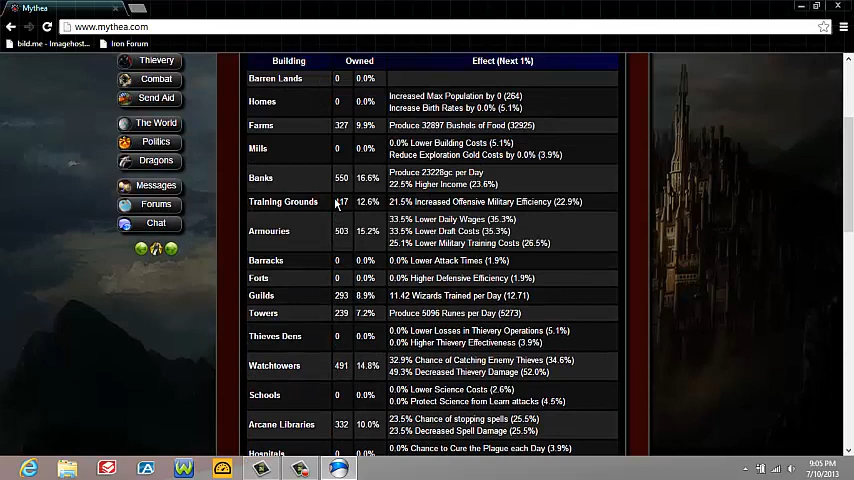 Mythea
www.mythea.com
bild.me - Imagehost...
Iron Forum
Thievery
Combat
Send Aid
The World
Politics
Dragons
Messages
Forums
Chat
Building Owned Effect (Next 1%)
Barren Lands 0 0.0%
Homes 0 0.0% Increased Max Population by 0 (264)
Increase Birth Rates by 0.0% (5.1%)
Farms 327 9.9% Produce 32897 Bushels of Food (32925)
Mills 0 0.0% 0.0% Lower Building Costs (5.1%)
Reduce Exploration Gold Costs by 0.0% (3.9%)
Banks 550 16.6% Produce 23228gc per Day
22.5% Higher Income (23.6%)
Training Grounds 12.6% 21.5% Increased Offensive Military Efficiency (22.9%)
Armouries 503 15.2% 33.5% Lower Daily Wages (35.3%)
33.5% Lower Draft Costs (35.3%)
25.1% Lower Military Training Costs (26.5%)
Barracks 0 0.0% 0.0% Lower Attack Times (1.9%)
Forts 0 0.0% 0.0% Higher Defensive Efficiency (1.9%)
Guilds 293 8.9% 11.42 Wizards Trained per Day (12.71)
Towers 239 7.2% Produce 5096 Runes per Day (5273)
Thieves Dens 0 0.0% 0.0% Lower Losses in Thievery Operations (5.1%)
0.0% Higher Thievery Effectiveness (3.9%)
Watchtowers 491 14.8% 32.9% Chance of Catching Enemy Thieves (34.6%)
49.3% Decreased Thievery Damage (52.0%)
Schools 0 0.0% 0.0% Lower Science Costs (2.6%)
0.0% Protect Science from Learn attacks (4.5%)
Arcane Libraries 332 10.0% 23.5% Chance of stopping spells (25.5%)
23.5% Decreased Spell Damage (25.5%)
Hospitals 0 0.0% 0.0% Chance to Cure the Plague each Day (3.9%)
9:05 PM
7/10/2013